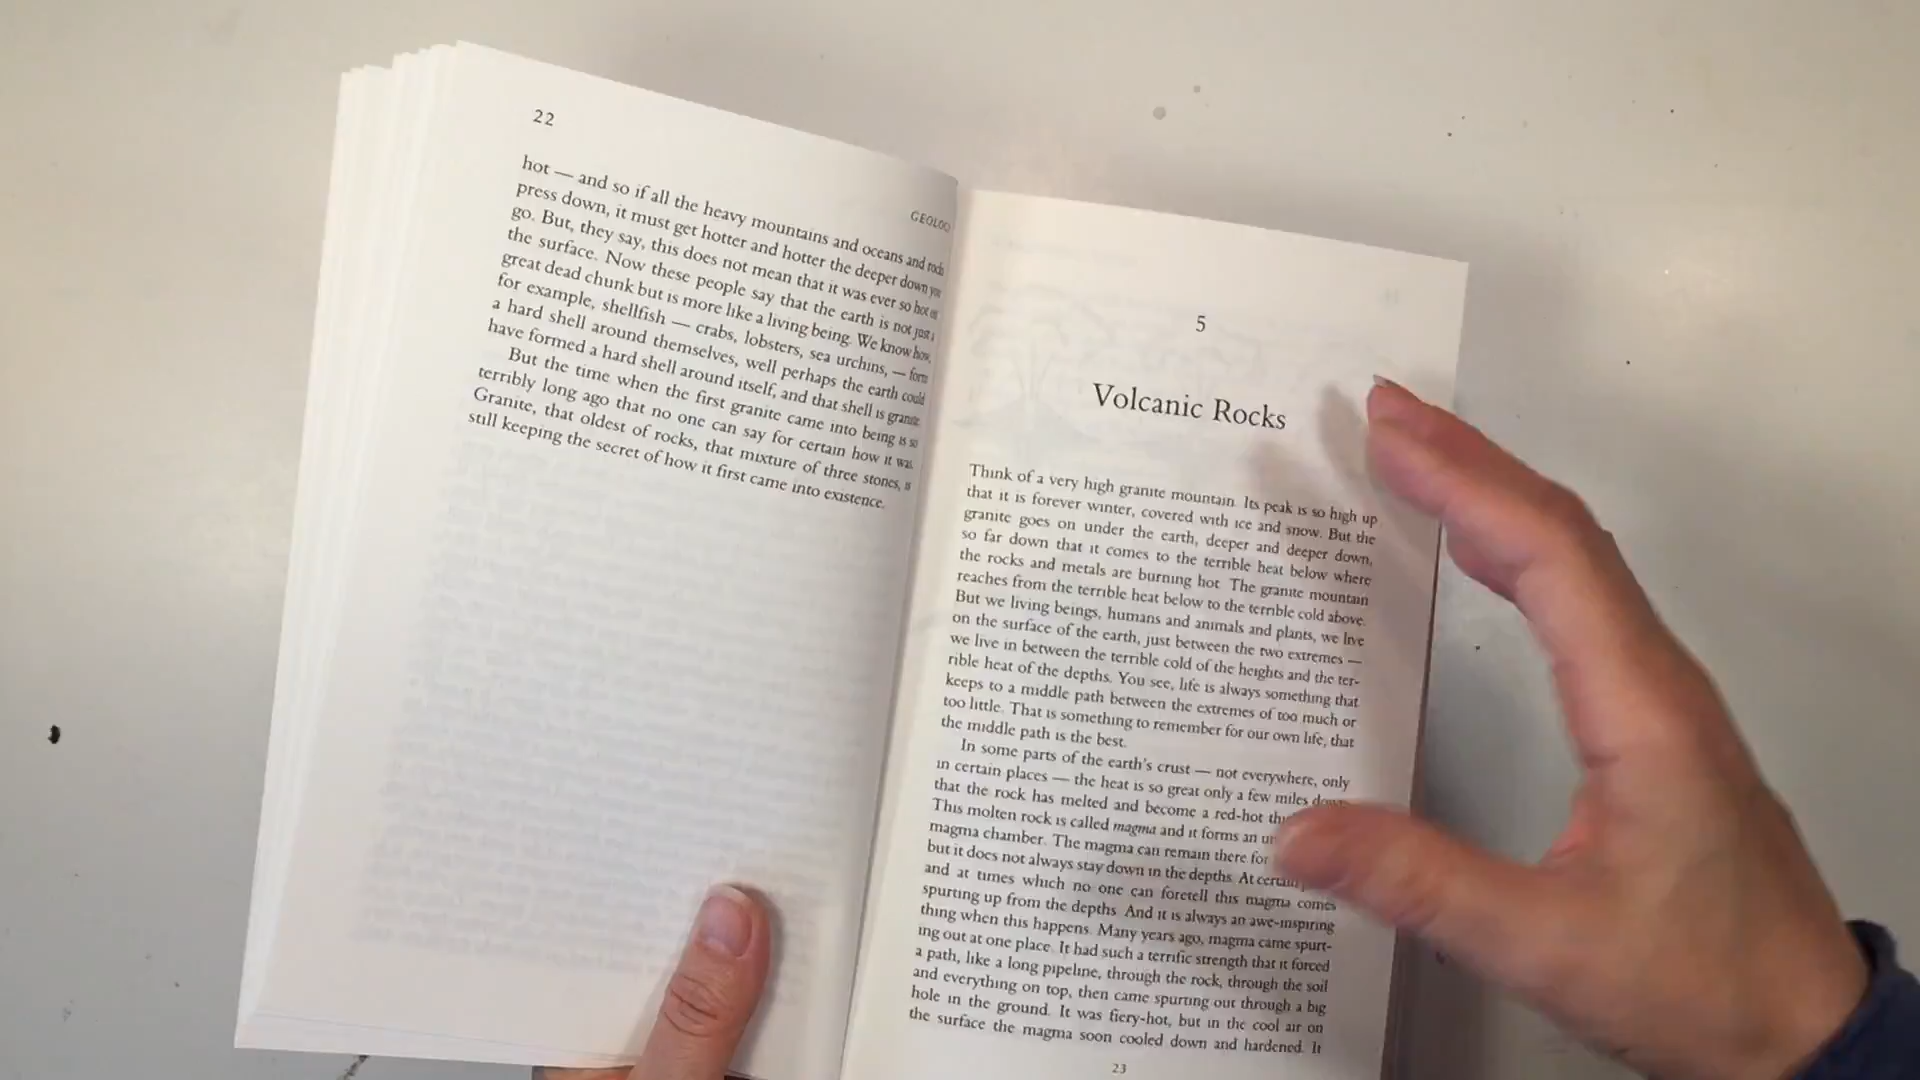 22
GEOLOG
hot — and so if all the heavy mountains and oceans and rocks
press down, it must get hotter and hotter the deeper down you
go. But, they say, this does not mean that it was ever so hot on
the surface. Now these people say that the earth is not just a
great dead chunk but is more like a living being. We know how,
for example, shellfish — crabs, lobsters, sea urchins, — form
a hard shell around themselves, well perhaps the earth could
have formed a hard shell around itself, and that shell is granite.
But the time when the first granite came into being is so
terribly long ago that no one can say for certain how it was.
Granite, that oldest of rocks, that mixture of three stones, is
still keeping the secret of how it first came into existence.
5
Volcanic Rocks
Think of a very high granite mountain. Its peak is so high up
that it is forever winter, covered with ice and snow. But the
granite goes on under the earth, deeper and deeper down,
so far down that it comes to the terrible heat below where
the rocks and metals are burning hot. The granite mountain
reaches from the terrible heat below to the terrible cold above.
But we living beings, humans and animals and plants, we live
on the surface of the earth, just between the two extremes —
we live in between the terrible cold of the heights and the ter-
rible heat of the depths. You see, life is always something that
keeps to a middle path between the extremes of too much or
too little. That is something to remember for our own life, that
the middle path is the best.
In some parts of the earth's crust — not everywhere, only
in certain places — the heat is so great only a few miles down
that the rock has melted and become a red-hot
This molten rock is called magma and it forms an
magma chamber. The magma can remain there for
but it does not always stay down in the depths. At certain
and at times which no one can foretell this magma comes
spurting up from the depths. And it is always an awe-inspiring
thing when this happens. Many years ago, magma came spurt-
ing out at one place. It had such a terrific strength that it forced
a path, like a long pipeline, through the rock, through the soil
and everything on top, then came spurting out through a big
hole in the ground. It was fiery-hot, but in the cool air on
the surface the magma soon cooled down and hardened. It
23